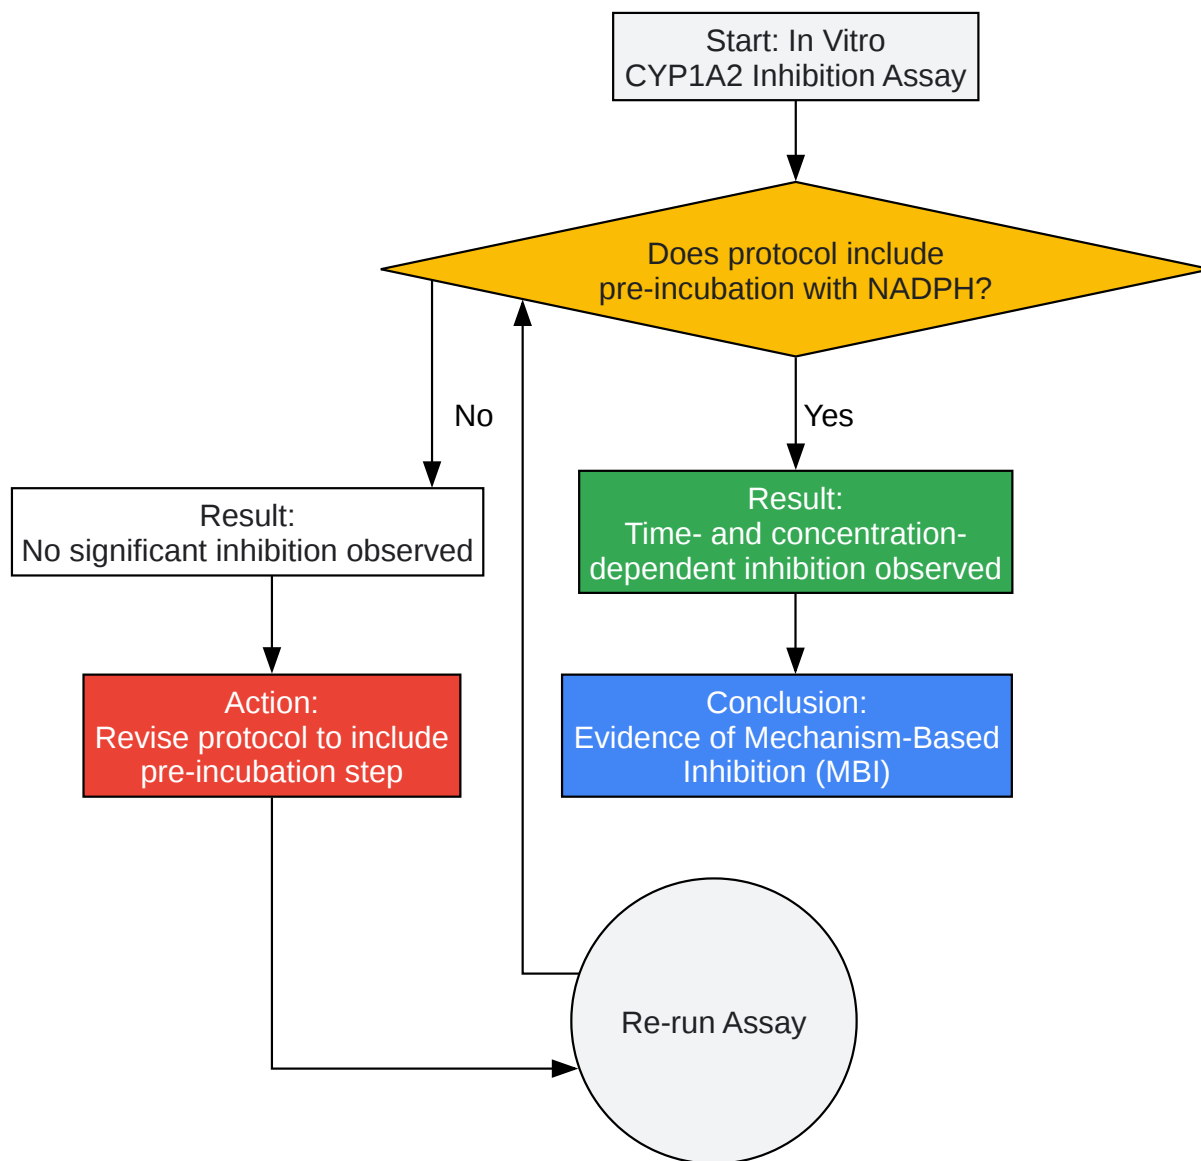 Start: In Vitro
CYP1A2 Inhibition Assay
Does protocol include
pre-incubation with NADPH?
No
Yes
Result:
No significant inhibition observed
Result:
Time- and concentration-
dependent inhibition observed
Action:
Revise protocol to include
pre-incubation step
Conclusion:
Evidence of Mechanism-Based
Inhibition (MBI)
Re-run Assay